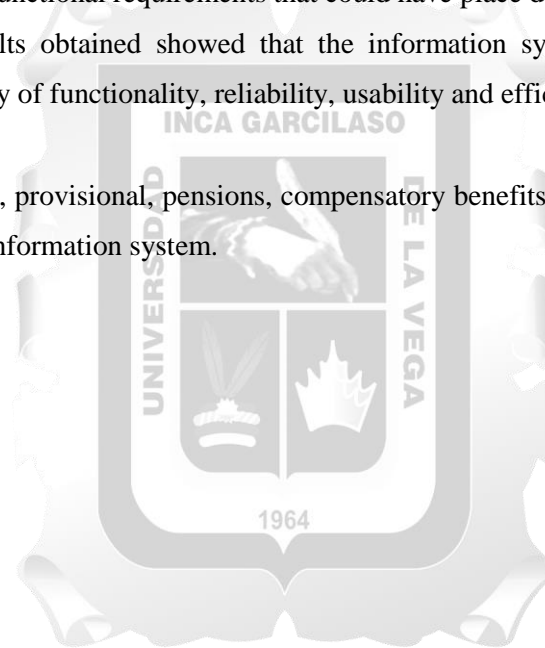 unctional requirements that could have place d
lts obtained showed that the information sy
y of functionality, reliability, usability and effi
INCA GARCILASO
, provisional, pensions, compensatory benefits
nformation system.
UNIVERSIDAD
DE LA VEGA
1964